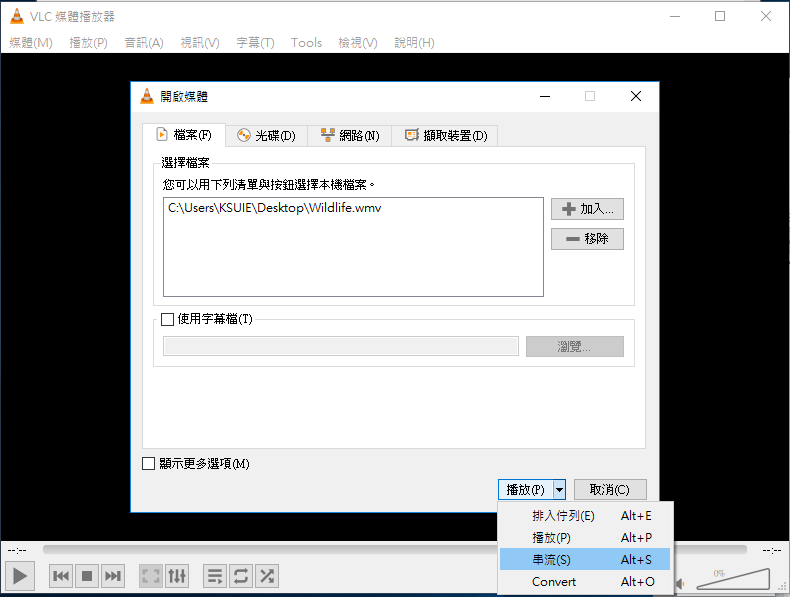 VLC 媒體播放器
媒體(M) 播放(P) 音訊(A) 視訊(V) 字幕(T) Tools 檢視(V) 說明(H)
開啟媒體
檔案(F) 光碟(D) 網路(N) 擷取裝置(D)
選擇檔案
您可以用下列清單與按鈕選擇本機檔案。
C:\Users\KSUIE\Desktop\Wildlife.wmv
加入...
移除
使用字幕檔(T)
瀏覽...
顯示更多選項(M)
播放(P) 取消(C)
排入佇列(E) Alt+E
播放(P) Alt+P
串流(S) Alt+S
Convert Alt+O
--:-- --:--
0%